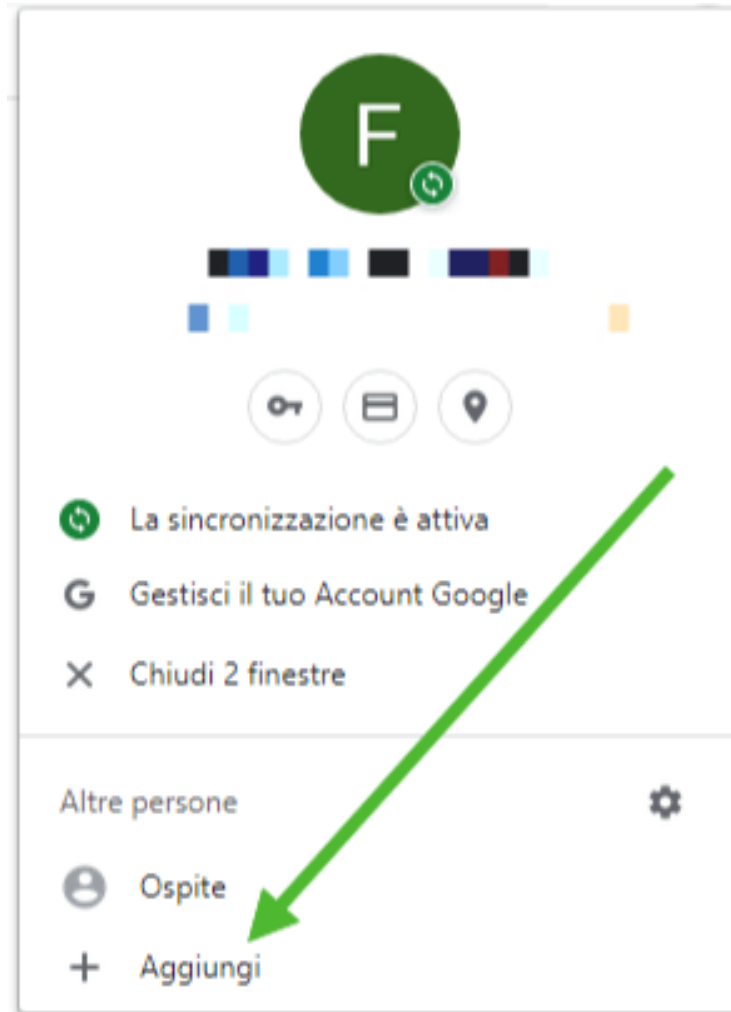 F
La sincronizzazione è attiva
G Gestisci il tuo Account Google
Chiudi 2 finestre
Altre persone
Ospite
Aggiungi